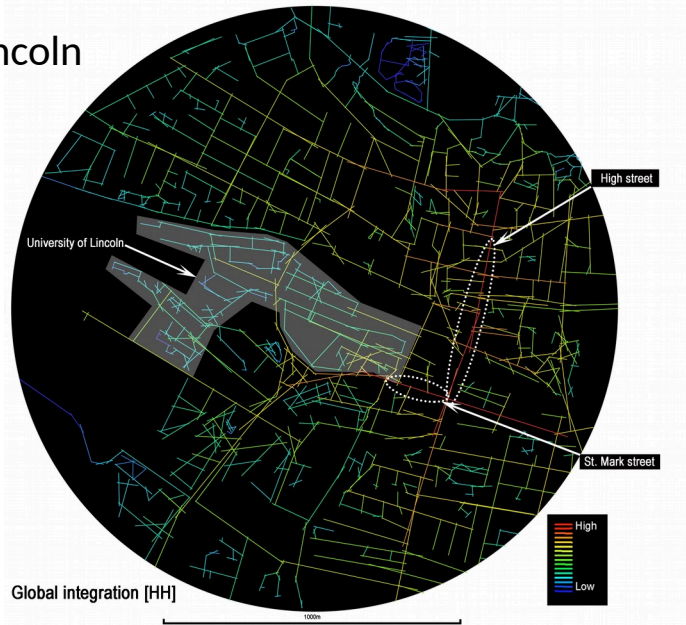 ncoln
High street
University of Lincoln
St. Mark street
High
Low
Global integration [HH]
1000m